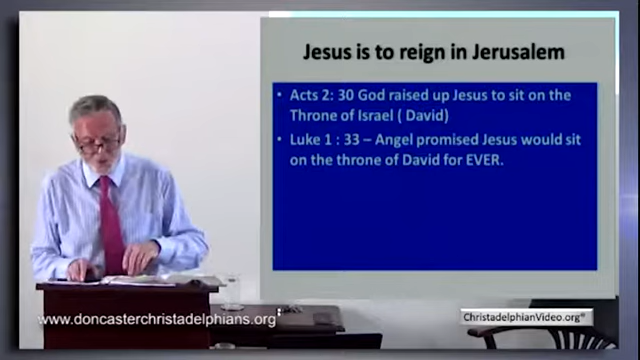 Jesus is to reign in Jerusalem
• Acts 2: 30 God raised up Jesus to sit on the
Throne of Israel ( David)
• Luke 1 : 33 – Angel promised Jesus would sit
on the throne of David for EVER.
www.doncasterchristadelphians.org
ChristadelphianVideo.org®